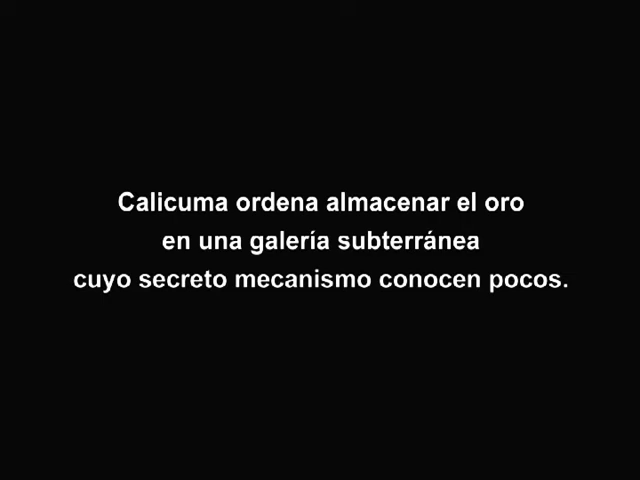 Calicuma ordena almacenar el oro
en una galería subterránea
cuyo secreto mecanismo conocen pocos.